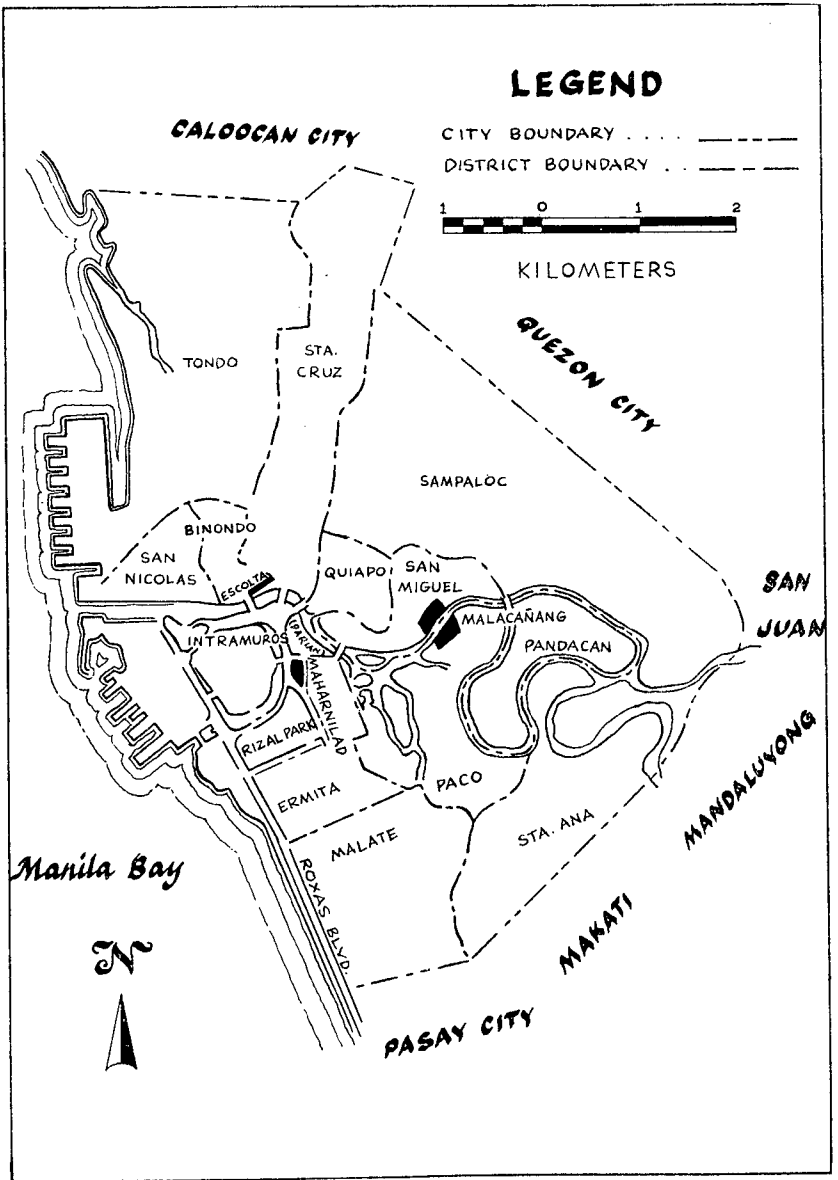 LEGEND
CITY BOUNDARY . . . .
DISTRICT BOUNDARY . .
1 0 1 2
KILOMETERS
CALOOCAN CITY
QUEZON CITY
TONDO
STA.
CRUZ
SAMPALOC
BINONDO
SAN
NICOLAS
ESCOLTA
QUIAPO
SAN
MIGUEL
MALACAÑANG
SAN
JUAN
INTRAMUROS
PANDACAN
MAHARNILAD
RIZAL PARK
ERMITA
PACO
MALATE
STA. ANA
MANDALUYONG
Manila Bay
ROXAS BLVD.
MAKATI
N
PASAY CITY